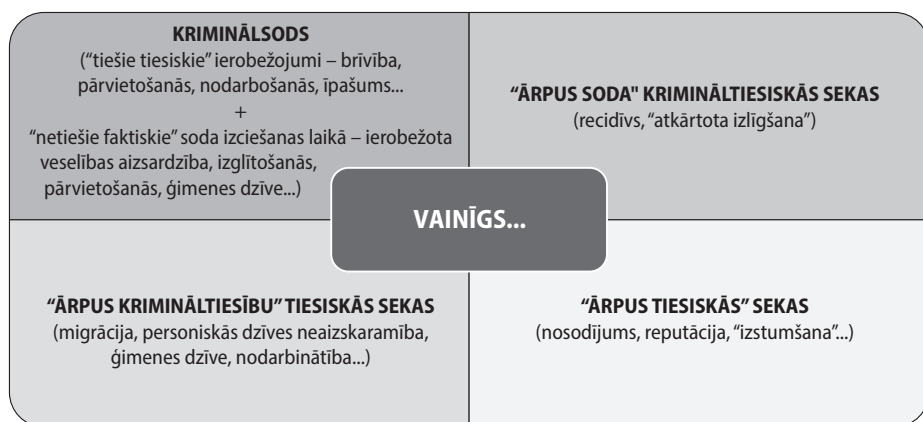 KRIMINĀLSODS
(“tiešie tiesiskie” ierobežojumi – brīvība,
pārvietošanās, nodarbošanās, īpašums...
+
“netiešie faktiskie” soda izciešanas laikā – ierobežota
veselības aizsardzība, izglītošanās,
pārvietošanās, ģimenes dzīve...)
“ĀRPUS SODA" KRIMINĀLTIESISKĀS SEKAS
(recidīvs, “atkārtota izlīgšana”)
VAINĪGS...
“ĀRPUS KRIMINĀLTIESĪBU” TIESISKĀS SEKAS
(migrācija, personiskās dzīves neaizskaramība,
ģimenes dzīve, nodarbinātība...)
“ĀRPUS TIESISKĀS” SEKAS
(nosodījums, reputācija, “izstumšana”...)